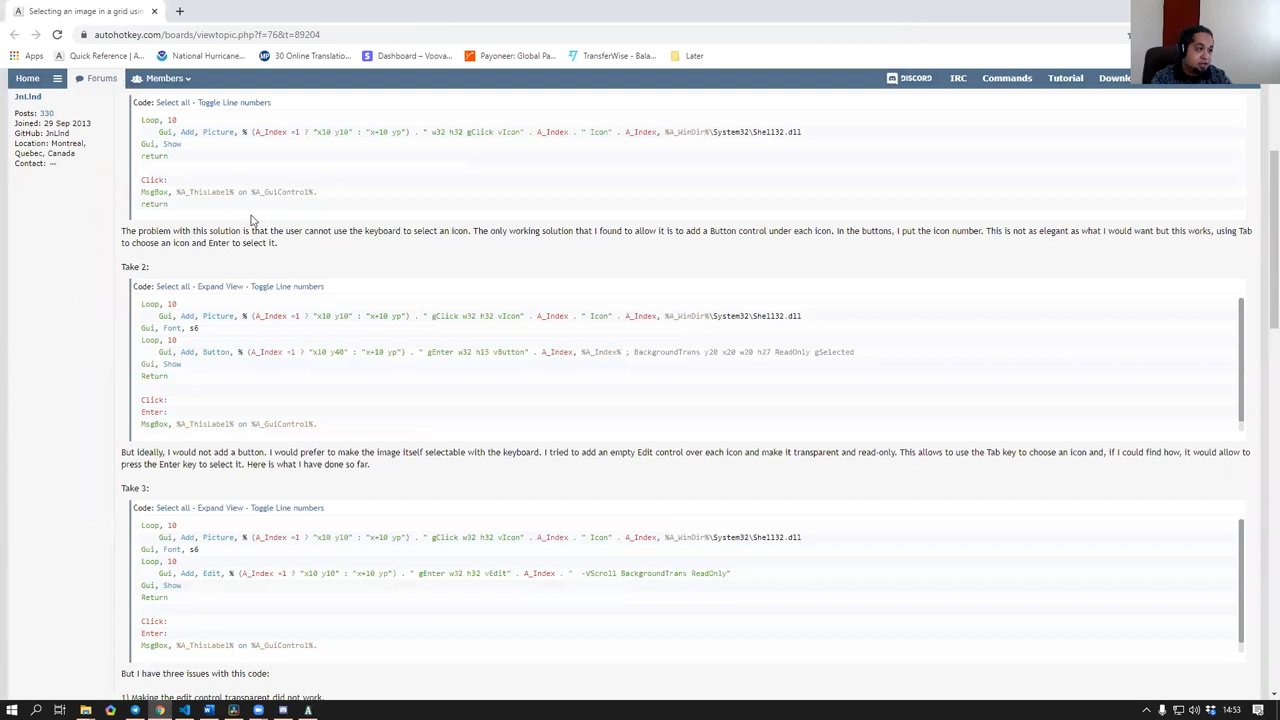 Selecting an image in a grid usin
autohotkey.com/boards/viewtopic.php?f=76&t=89204
Apps
Quick Reference | A...
National Hurricane...
30 Online Translatio...
Dashboard – Voova...
Payoneer: Global Pa...
TransferWise - Bala...
Later
Home
Forums
Members
DISCORD
IRC
Commands
Tutorial
Downl
JnLlnd
Posts: 330
Joined: 29 Sep 2013
GitHub: JnLlnd
Location: Montreal,
Quebec, Canada
Contact:
Code: Select all - Toggle Line numbers
Loop, 10
Gui, Add, Picture, % (A_Index =1 ? "x10 y10" : "x+10 yp") . " w32 h32 gClick vIcon" . A_Index . " Icon" . A_Index, %A_WinDir%\System32\Shell32.dll
Gui, Show
return
Click:
MsgBox, %A_ThisLabel% on %A_GuiControl%.
return
The problem with this solution is that the user cannot use the keyboard to select an icon. The only working solution that I found to allow it is to add a Button control under each icon. In the buttons, I put the icon number. This is not as elegant as what I would want but this works, using Tab
to choose an icon and Enter to select it.
Take 2:
Code: Select all - Expand View - Toggle Line numbers
Loop, 10
Gui, Add, Picture, % (A_Index =1 ? "x10 y10" : "x+10 yp") . " gClick w32 h32 vIcon" . A_Index . " Icon" . A_Index, %A_WinDir%\System32\Shell32.dll
Gui, Font, s6
Loop, 10
Gui, Add, Button, % (A_Index =1 ? "x10 y40" : "x+10 yp") . " gEnter w32 h15 vButton" . A_Index, %A_Index% ; BackgroundTrans y20 x20 w20 h27 ReadOnly gSelected
Gui, Show
Return
Click:
Enter:
MsgBox, %A_ThisLabel% on %A_GuiControl%.
But ideally, I would not add a button. I would prefer to make the image itself selectable with the keyboard. I tried to add an empty Edit control over each icon and make it transparent and read-only. This allows to use the Tab key to choose an icon and, if I could find how, it would allow to
press the Enter key to select it. Here is what I have done so far.
Take 3:
Code: Select all - Expand View - Toggle Line numbers
Loop, 10
Gui, Add, Picture, % (A_Index =1 ? "x10 y10" : "x+10 yp") . " gClick w32 h32 vIcon" . A_Index . " Icon" . A_Index, %A_WinDir%\System32\Shell32.dll
Gui, Font, s6
Loop, 10
Gui, Add, Edit, % (A_Index =1 ? "x10 y10" : "x+10 yp") . " gEnter w32 h32 vEdit" . A_Index . "  -VScroll BackgroundTrans ReadOnly"
Gui, Show
Return
Click:
Enter:
MsgBox, %A_ThisLabel% on %A_GuiControl%.
But I have three issues with this code:
1) Making the edit control transparent did not work.
14:53